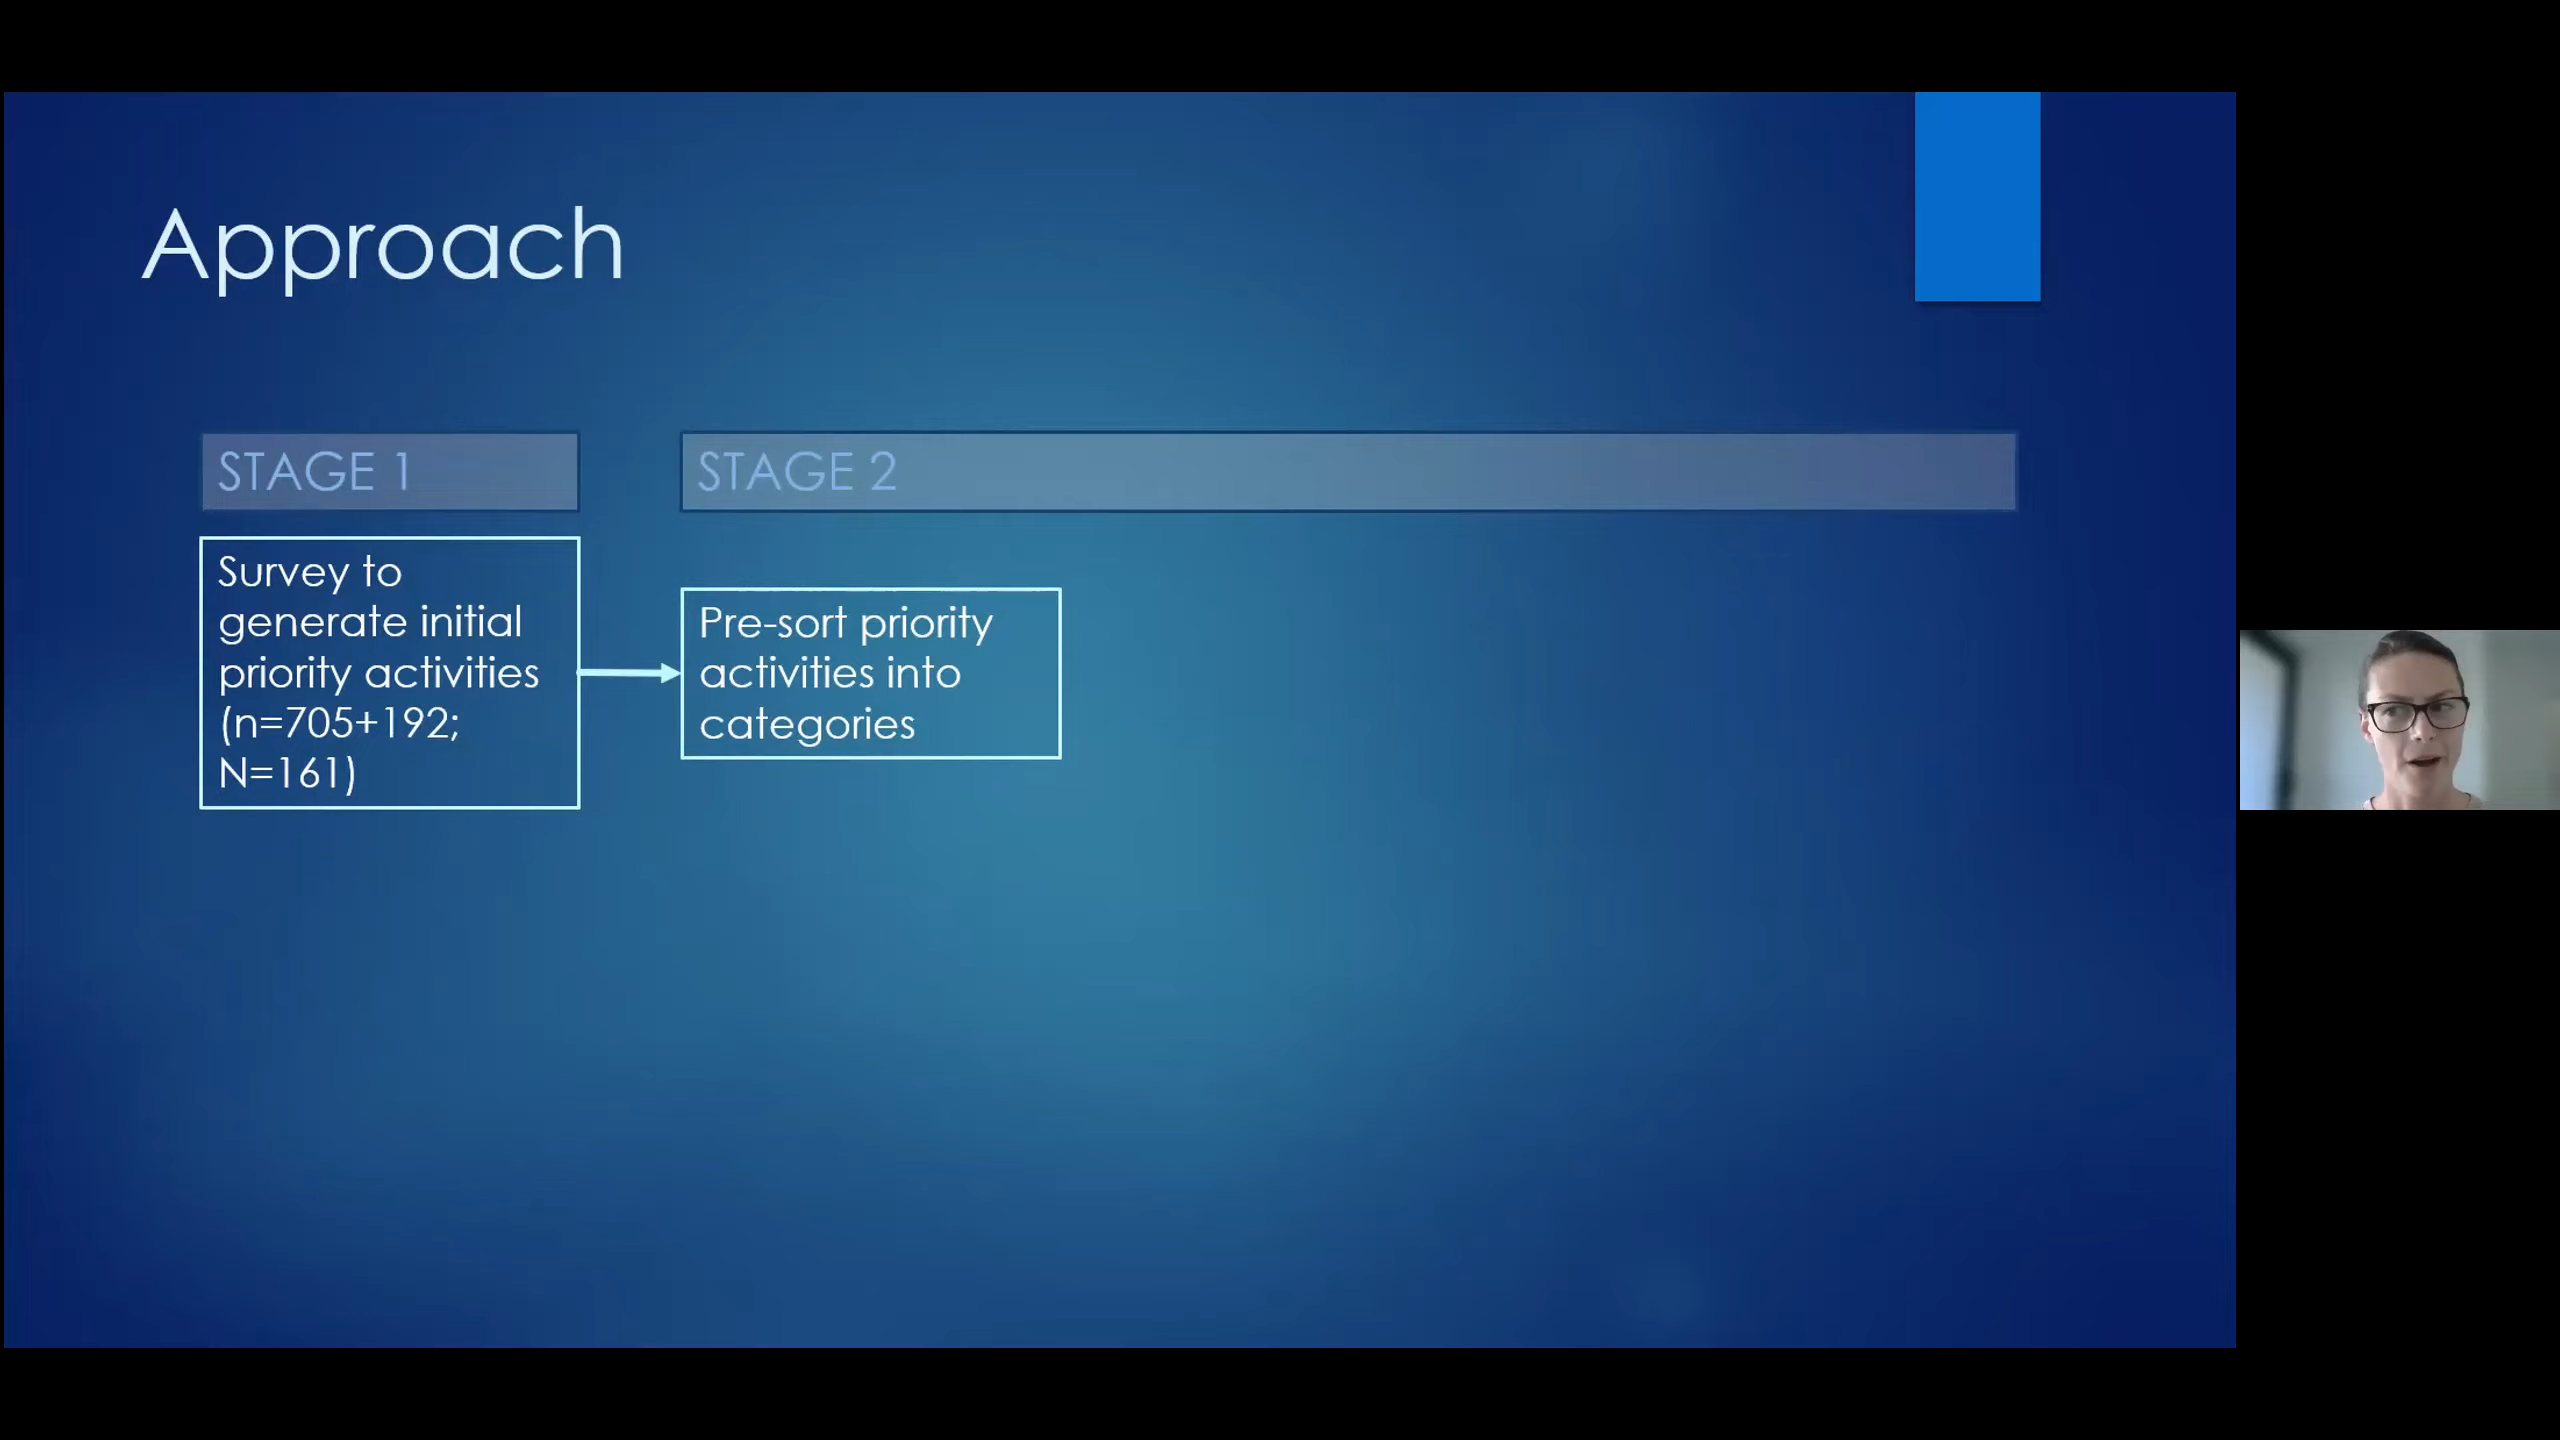 Approach
STAGE 1
STAGE 2
Survey to
generate initial
priority activities
(n=705+192;
N=161)
Pre-sort priority
activities into
categories